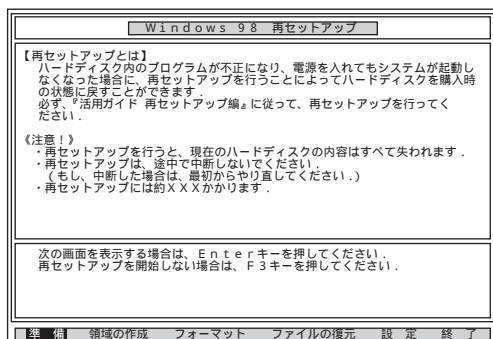 Ｗｉｎｄｏｗｓ ９８ 再セットアップ
【再セットアップとは】
ハードディスク内のプログラムが不正になり、電源を入れてもシステムが起動し
なくなった場合に、再セットアップを行うことによってハードディスクを購入時
の状態に戻すことができます．
必ず、『活用ガイド 再セットアップ編』に従って、再セットアップを行ってく
ださい．
《注意！》
・再セットアップを行うと、現在のハードディスクの内容はすべて失われます．
・再セットアップは、途中で中断しないでください．
（もし、中断した場合は、最初からやり直してください．）
・再セットアップには約ＸＸＸかかります．
次の画面を表示する場合は、Ｅｎｔｅｒキーを押してください．
再セットアップを開始しない場合は、Ｆ３キーを押してください．
準 備 領域の作成 フォーマット ファイルの復元 設 定 終 了